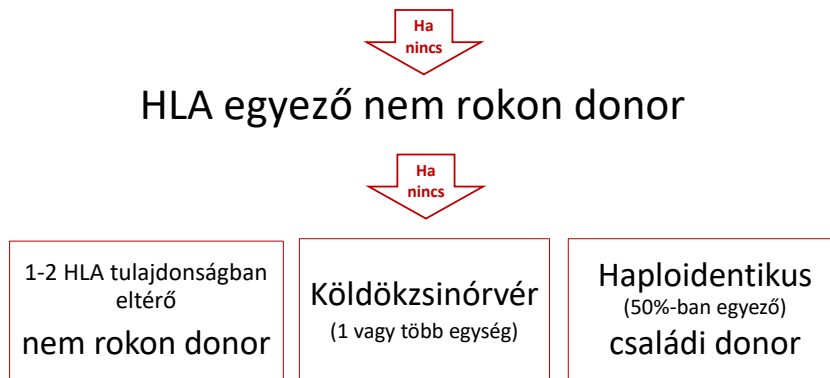 Ha
nincs
HLA egyező nem rokon donor
Ha
nincs
1-2 HLA tulajdonságban
eltérő
nem rokon donor
Köldökzsinórvér
(1 vagy több egység)
Haploidentikus
(50%-ban egyező)
családi donor